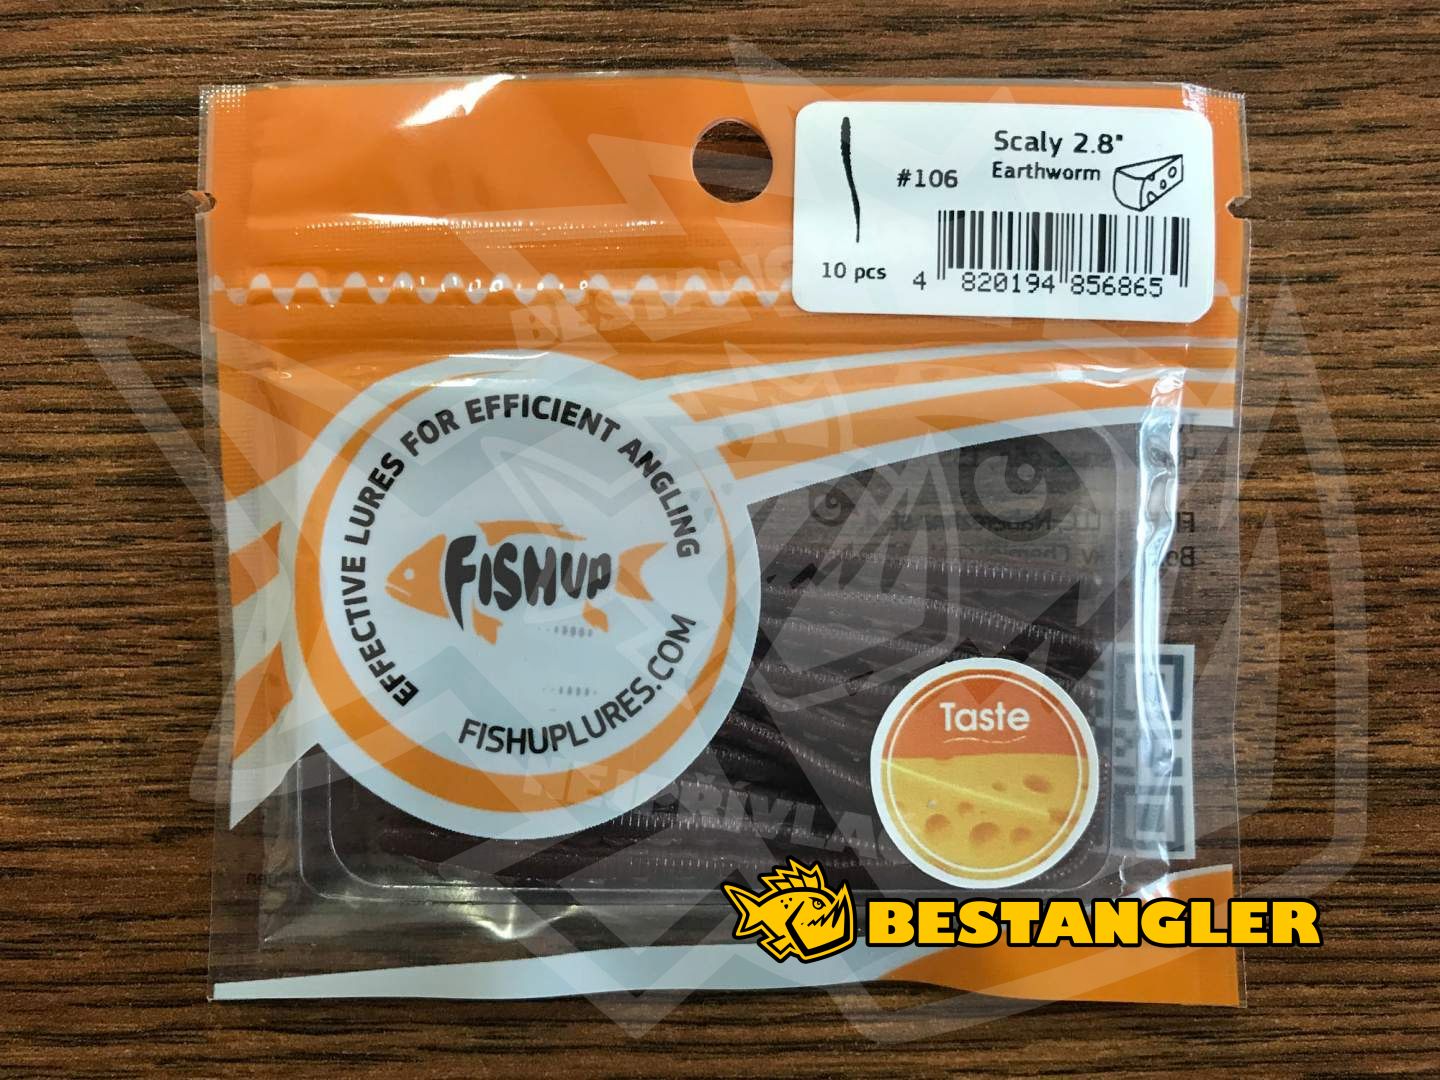 Scaly 2.8"
#106 Earthworm
10 pcs
4 820194 856865
EFFECTIVE LURES FOR EFFICIENT ANGLING
FISHUP
FISHUPLURES.COM
Taste
BESTANGLER